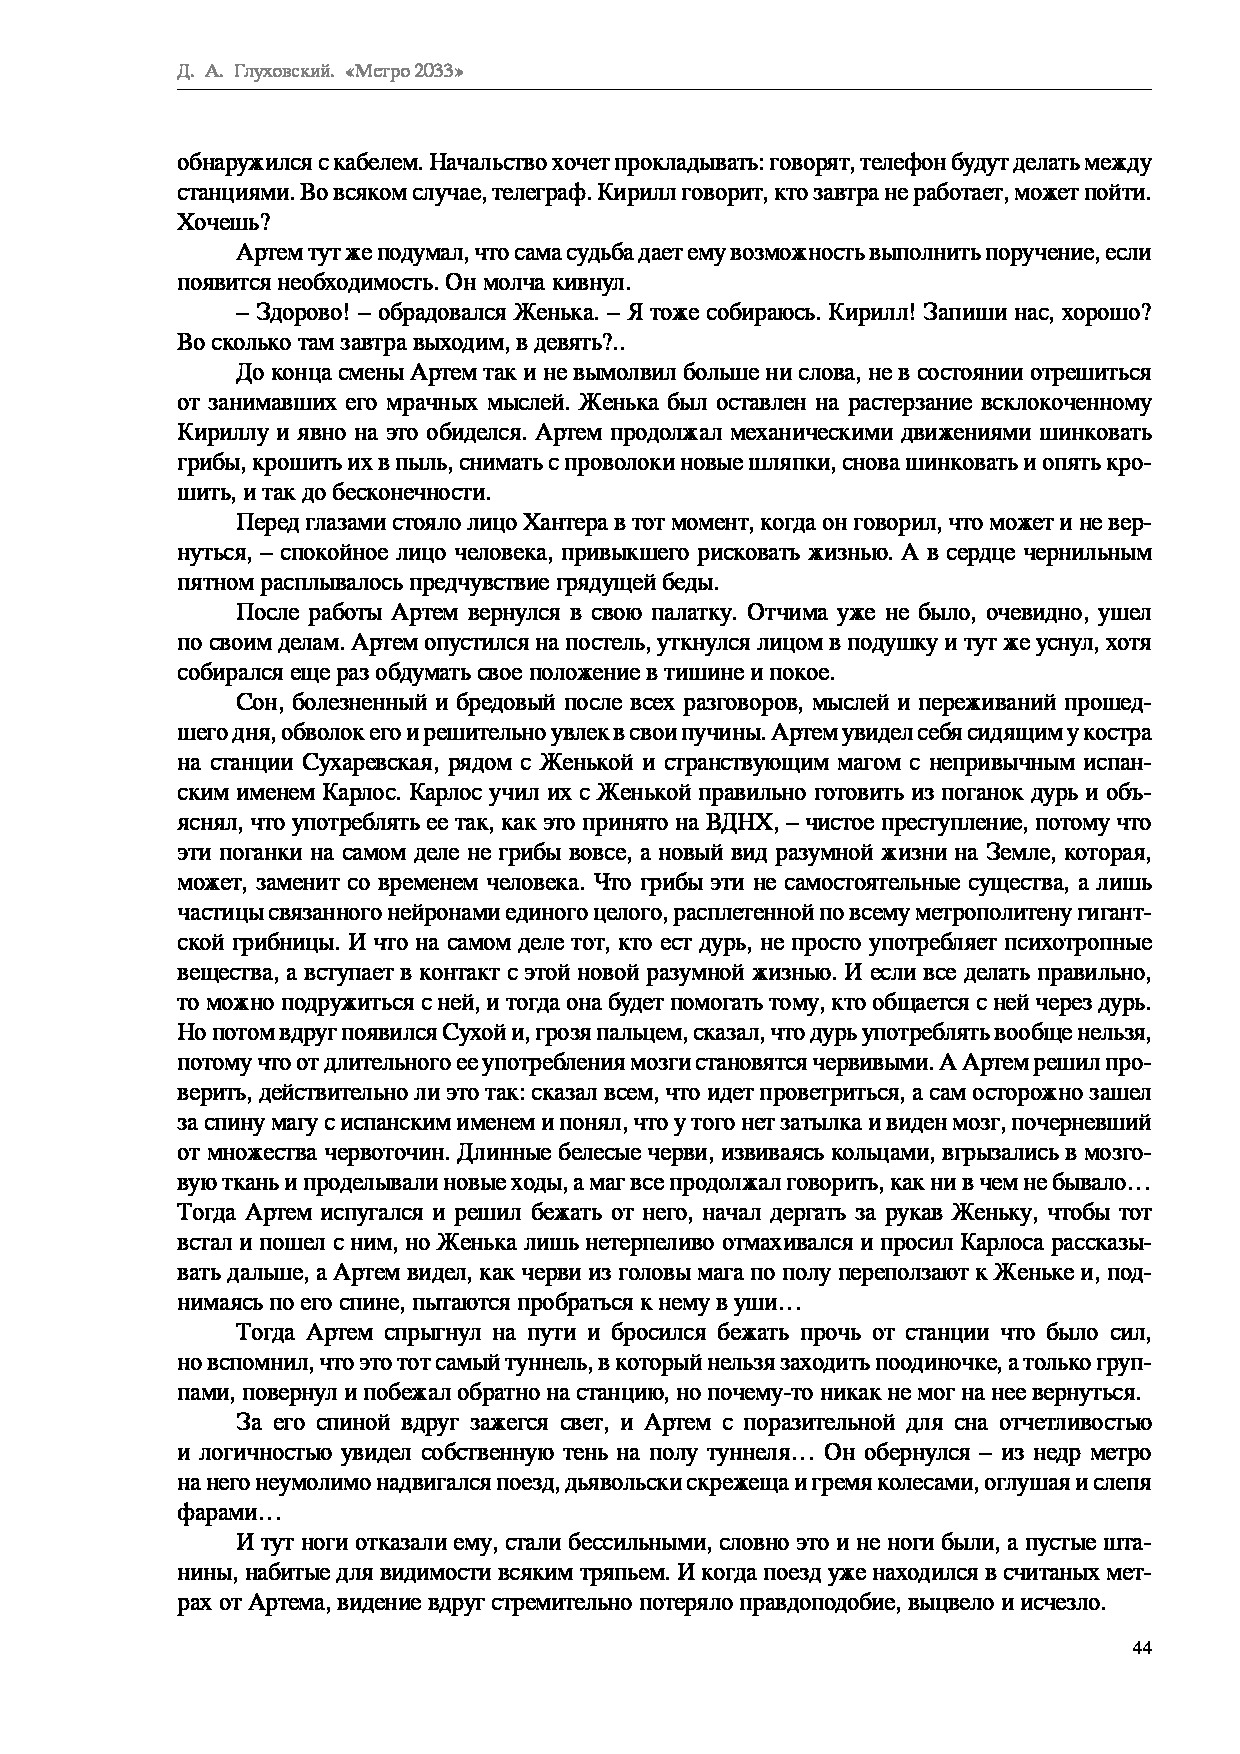 Д. А. Глуховский. «Метро 2033»
обнаружился с кабелем. Начальство хочет прокладывать: говорят, телефон будут делать между
станциями. Во всяком случае, телеграф. Кирилл говорит, кто завтра не работает, может пойти.
Хочешь?
Артем тут же подумал, что сама судьба дает ему возможность выполнить поручение, если
появится необходимость. Он молча кивнул.
– Здорово! – обрадовался Женька. – Я тоже собираюсь. Кирилл! Запиши нас, хорошо?
Во сколько там завтра выходим, в девять?..
До конца смены Артем так и не вымолвил больше ни слова, не в состоянии отрешиться
от занимавших его мрачных мыслей. Женька был оставлен на растерзание всклокоченному
Кириллу и явно на это обиделся. Артем продолжал механическими движениями шинковать
грибы, крошить их в пыль, снимать с проволоки новые шляпки, снова шинковать и опять кро-
шить, и так до бесконечности.
Перед глазами стояло лицо Хантера в тот момент, когда он говорил, что может и не вер-
нуться, – спокойное лицо человека, привыкшего рисковать жизнью. А в сердце чернильным
пятном расплывалось предчувствие грядущей беды.
После работы Артем вернулся в свою палатку. Отчима уже не было, очевидно, ушел
по своим делам. Артем опустился на постель, уткнулся лицом в подушку и тут же уснул, хотя
собирался еще раз обдумать свое положение в тишине и покое.
Сон, болезненный и бредовый после всех разговоров, мыслей и переживаний прошед-
шего дня, обволок его и решительно увлек в свои пучины. Артем увидел себя сидящим у костра
на станции Сухаревская, рядом с Женькой и странствующим магом с непривычным испан-
ским именем Карлос. Карлос учил их с Женькой правильно готовить из поганок дурь и объ-
яснял, что употреблять ее так, как это принято на ВДНХ, – чистое преступление, потому что
эти поганки на самом деле не грибы вовсе, а новый вид разумной жизни на Земле, которая,
может, заменит со временем человека. Что грибы эти не самостоятельные существа, а лишь
частицы связанного нейронами единого целого, расплетенной по всему метрополитену гигант-
ской грибницы. И что на самом деле тот, кто ест дурь, не просто употребляет психотропные
вещества, а вступает в контакт с этой новой разумной жизнью. И если все делать правильно,
то можно подружиться с ней, и тогда она будет помогать тому, кто общается с ней через дурь.
Но потом вдруг появился Сухой и, грозя пальцем, сказал, что дурь употреблять вообще нельзя,
потому что от длительного ее употребления мозги становятся червивыми. А Артем решил про-
верить, действительно ли это так: сказал всем, что идет проветриться, а сам осторожно зашел
за спину магу с испанским именем и понял, что у того нет затылка и виден мозг, почерневший
от множества червоточин. Длинные белесые черви, извиваясь кольцами, вгрызались в мозго-
вую ткань и проделывали новые ходы, а маг все продолжал говорить, как ни в чем не бывало…
Тогда Артем испугался и решил бежать от него, начал дергать за рукав Женьку, чтобы тот
встал и пошел с ним, но Женька лишь нетерпеливо отмахивался и просил Карлоса рассказы-
вать дальше, а Артем видел, как черви из головы мага по полу переползают к Женьке и, под-
нимаясь по его спине, пытаются пробраться к нему в уши…
Тогда Артем спрыгнул на пути и бросился бежать прочь от станции что было сил,
но вспомнил, что это тот самый туннель, в который нельзя заходить поодиночке, а только груп-
пами, повернул и побежал обратно на станцию, но почему-то никак не мог на нее вернуться.
За его спиной вдруг зажегся свет, и Артем с поразительной для сна отчетливостью
и логичностью увидел собственную тень на полу туннеля… Он обернулся – из недр метро
на него неумолимо надвигался поезд, дьявольски скрежеща и гремя колесами, оглушая и слепя
фарами…
И тут ноги отказали ему, стали бессильными, словно это и не ноги были, а пустые шта-
нины, набитые для видимости всяким тряпьем. И когда поезд уже находился в считаных мет-
рах от Артема, видение вдруг стремительно потеряло правдоподобие, выцвело и исчезло.
44